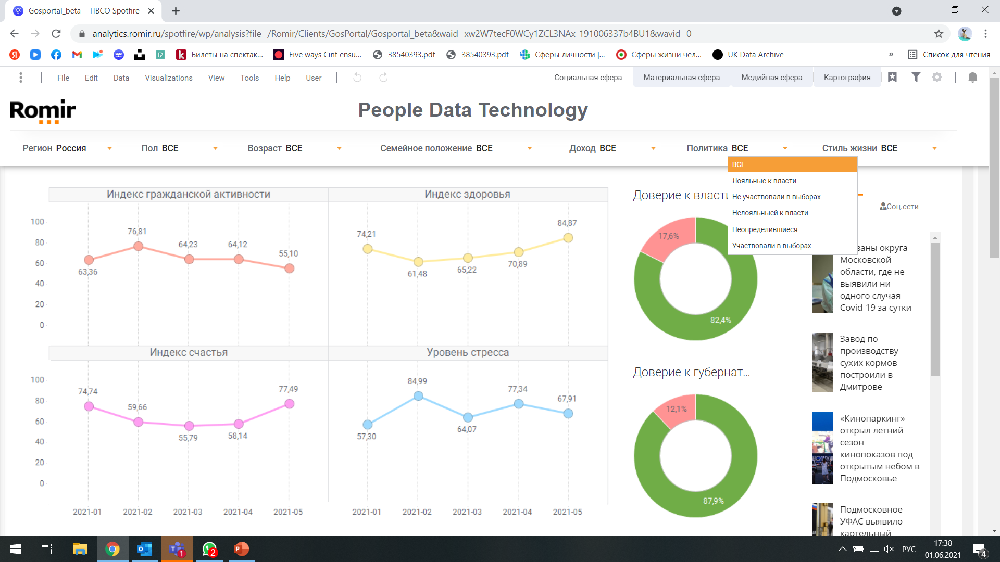 Gosportal_beta – TIBCO Spotfire
analytics.romir.ru/spotfire/wp/analysis?file=/Romir/Clients/GosPortal/Gosportal_beta&waid=xw2W7tecF0WCy1ZCL3NAx-191006337b4BU1&wavid=0
Билеты на спектак...
Five ways Cint ensu...
38540393.pdf
38540393.pdf
Сферы личности |...
Сферы жизни чел...
UK Data Archive
»
Список для чтения
File Edit Data Visualizations View Tools Help User
Социальная сфера Материальная сфера Медийная сфера Картография
Romir
People Data Technology
Регион Россия
Пол ВСЕ
Возраст ВСЕ
Семейное положение ВСЕ
Доход ВСЕ
Политика ВСЕ
Стиль жизни ВСЕ
ВСЕ
Лояльные к власти
Не участвовали в выборах
Нелояльныей к власти
Неопределившиеся
Участвовали в выборах
Индекс гражданской активности
100
80
60
40
20
0
63,36
76,81
64,23
64,12
55,10
Индекс здоровья
74,21
61,48
65,22
70,89
84,87
Индекс счастья
100
80
60
40
20
0
74,74
59,66
55,79
58,14
77,49
2021-01 2021-02 2021-03 2021-04 2021-05
Уровень стресса
57,30
84,99
64,07
77,34
67,91
2021-01 2021-02 2021-03 2021-04 2021-05
Доверие к власти
17,6%
82,4%
Доверие к губернат...
12,1%
87,9%
Соц.сети
округа
Московской
области, где не
выявили ни
одного случая
Covid-19 за сутки
Завод по
производству
сухих кормов
построили в
Дмитрове
«Кинопаркинг»
открыл летний
сезон
кинопоказов под
открытым небом в
Подмосковье
Подмосковное
УФАС выявило
картельный
1
2
РУС
17:38
01.06.2021
4